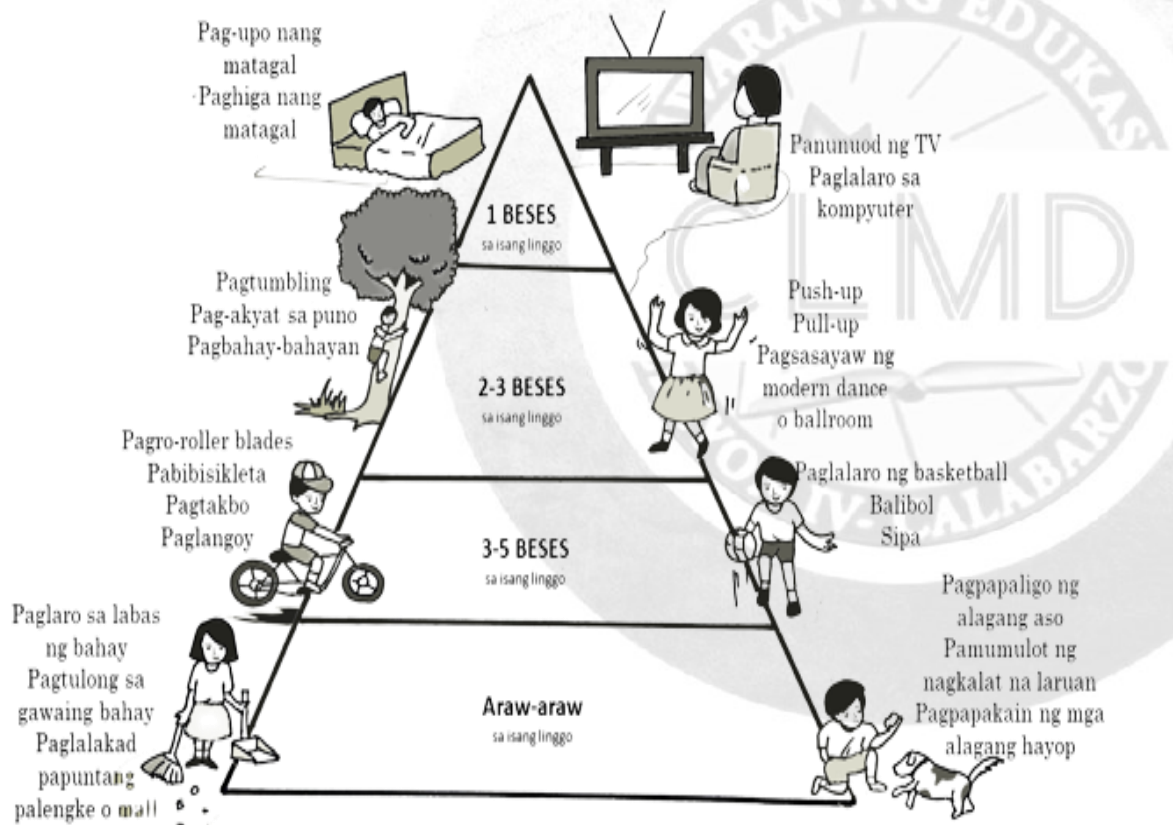 Pag-upo nang
matagal
Paghiga nang
matagal
Panunuod ng TV
Paglalaro sa
kompyuter
1 BESES
sa isang linggo
Pagtumbling
Pag-akyat sa puno
Pagbahay-bahayan
Push-up
Pull-up
Pagsasayaw ng
modern dance
o ballroom
2-3 BESES
sa isang linggo
Pagro-roller blades
Pabibisikleta
Pagtakbo
Paglangoy
Paglalaro ng basketball
Balibol
Sipa
3-5 BESES
sa isang linggo
Paglaro sa labas
ng bahay
Pagtulong sa
gawaing bahay
Paglalakad
papuntang
palengke o mall
Pagpapaligo ng
alagang aso
Pamumulot ng
nagkalat na laruan
Pagpapakain ng mga
alagang hayop
Araw-araw
sa isang linggo
CLMD